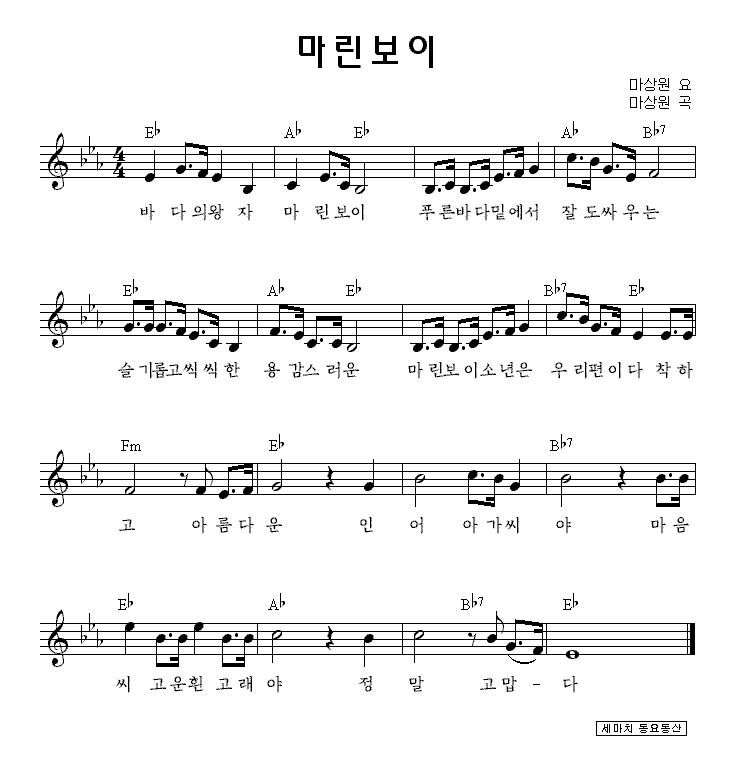 마린보이
마상원 요
마상원 곡
E♭ A♭ E♭ A♭ B♭7
4/4
바 다 의왕 자 마 린보이 푸른바다밑에서 잘 도싸 우는
E♭ A♭ E♭ B♭7 E♭
슬기롭고씩 씩 한 용 감스 러운 마 린보 이소년은 우 리편이다 착 하
Fm E♭ B♭7
고 아 름 다 운 인 어 아 가씨 야 마 음
E♭ A♭ B♭7 E♭
씨 고운흰 고 래 야 정 말 고맙 - 다
세마치 동요동산